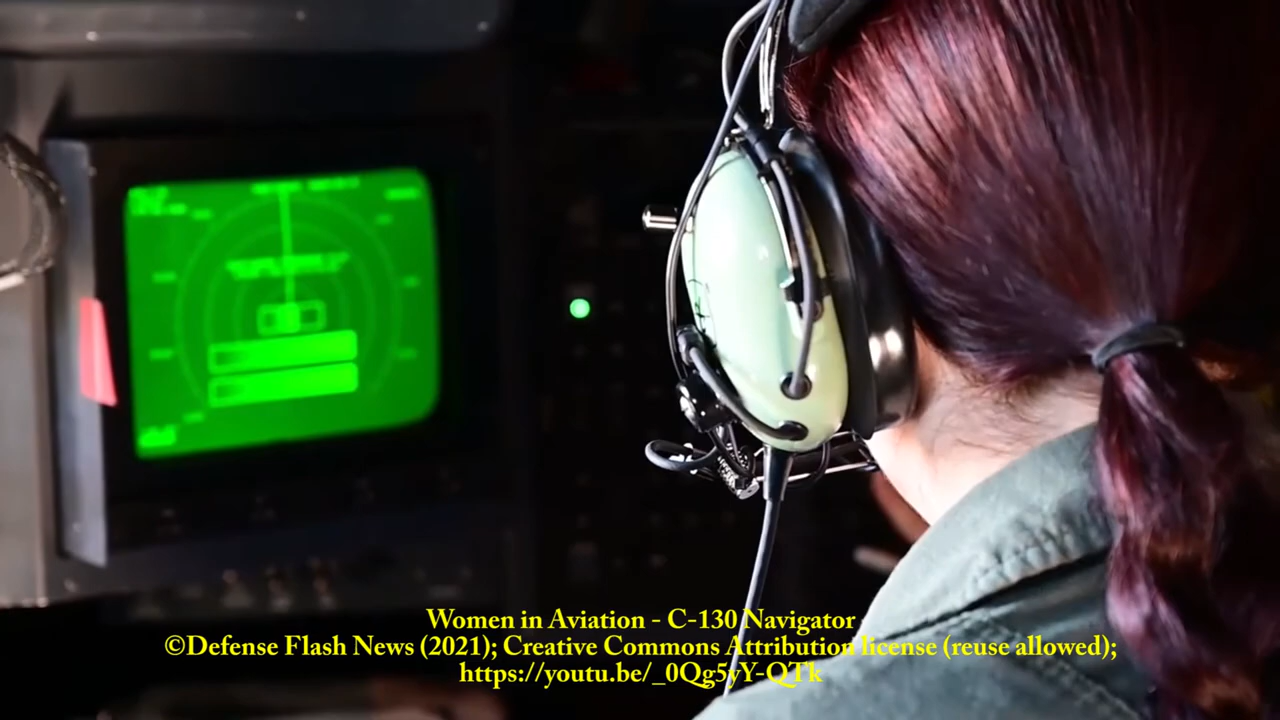 Women in Aviation - C-130 Navigator
©Defense Flash News (2021); Creative Commons Attribution license (reuse allowed);
https://youtu.be/_0Qg5yY-QTk